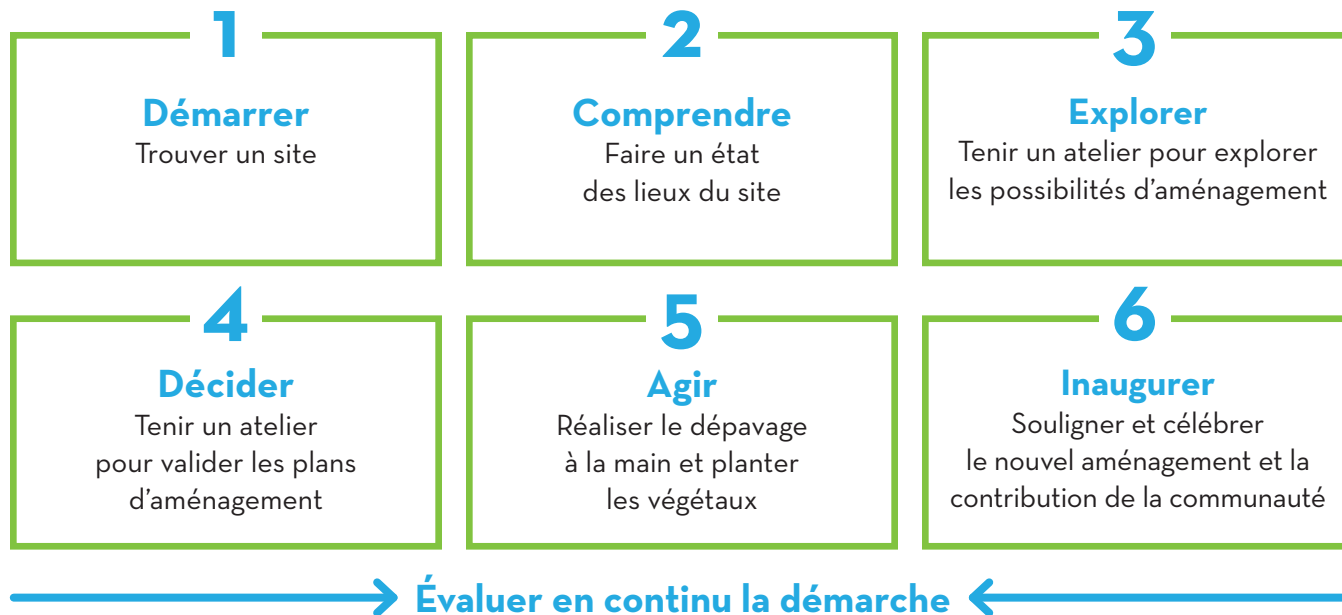 1
Démarrer
Trouver un site
2
Comprendre
Faire un état
des lieux du site
3
Explorer
Tenir un atelier pour explorer
les possibilités d’aménagement
4
Décider
Tenir un atelier
pour valider les plans
d’aménagement
5
Agir
Réaliser le dépavage
à la main et planter
les végétaux
6
Inaugurer
Souligner et célébrer
le nouvel aménagement et la
contribution de la communauté
Évaluer en continu la démarche